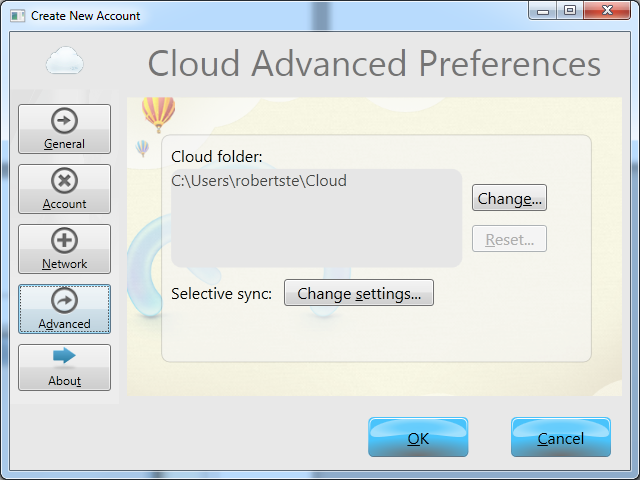 Create New Account
Cloud Advanced Preferences
General
Account
Network
Advanced
About
Cloud folder:
C:\Users\robertste\Cloud
Change...
Reset...
Selective sync:
Change settings...
OK
Cancel